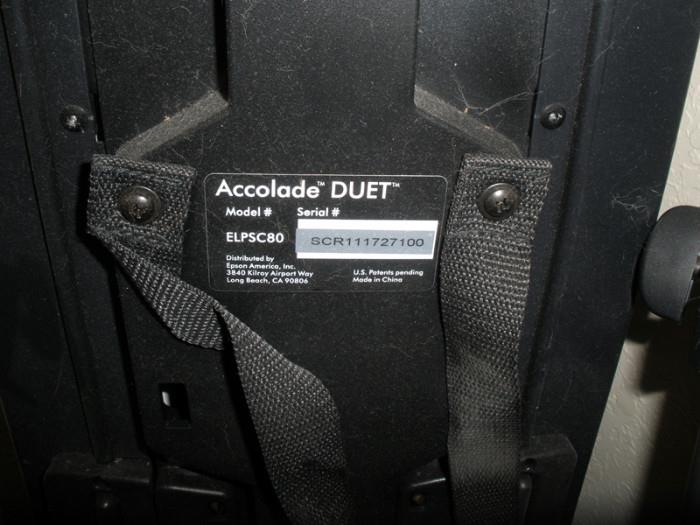 Accolade™ DUET™
Model # Serial #
ELPSC80 SCR111727100
Distributed by
Epson America, Inc.
3840 Kilroy Airport Way
Long Beach, CA 90806
U.S. Patents pending
Made in China